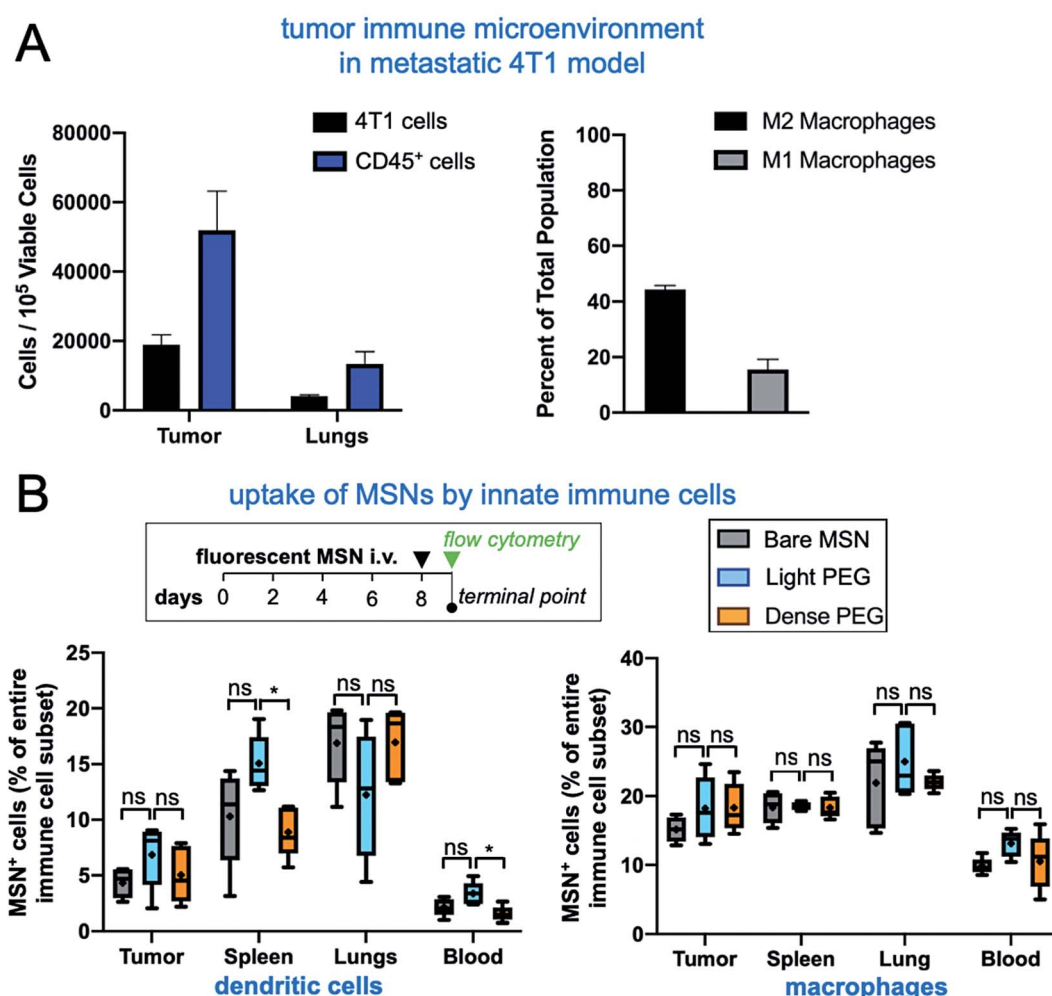 A
tumor immune microenvironment
in metastatic 4T1 model
80000
60000
40000
20000
0
Cells / 10⁵ Viable Cells
4T1 cells
CD45⁺ cells
Tumor
Lungs
100
80
60
40
20
0
Percent of Total Population
M2 Macrophages
M1 Macrophages
B
uptake of MSNs by innate immune cells
flow cytometry
fluorescent MSN i.v.
days 0 2 4 6 8 terminal point
Bare MSN
Light PEG
Dense PEG
25
20
15
10
5
0
MSN⁺ cells (% of entire
immune cell subset)
ns ns
ns *
ns ns
ns *
Tumor Spleen Lungs Blood
dendritic cells
40
30
20
10
0
MSN⁺ cells (% of entire
immune cell subset)
ns ns
ns ns
ns ns
ns ns
Tumor Spleen Lung Blood
macrophages